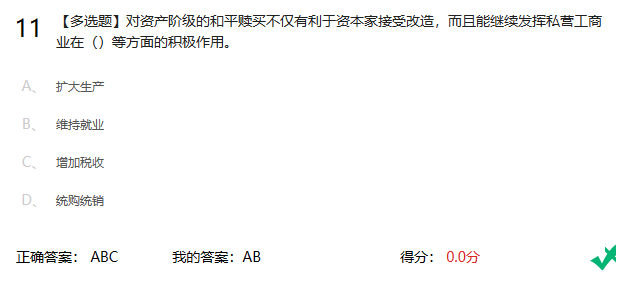 11 【多选题】对资产阶级的和平赎买不仅有利于资本家接受改造，而且能继续发挥私营工商
业在（）等方面的积极作用。
A、 扩大生产
B、 维持就业
C、 增加税收
D、 统购统销
正确答案： ABC 我的答案：AB 得分： 0.0分